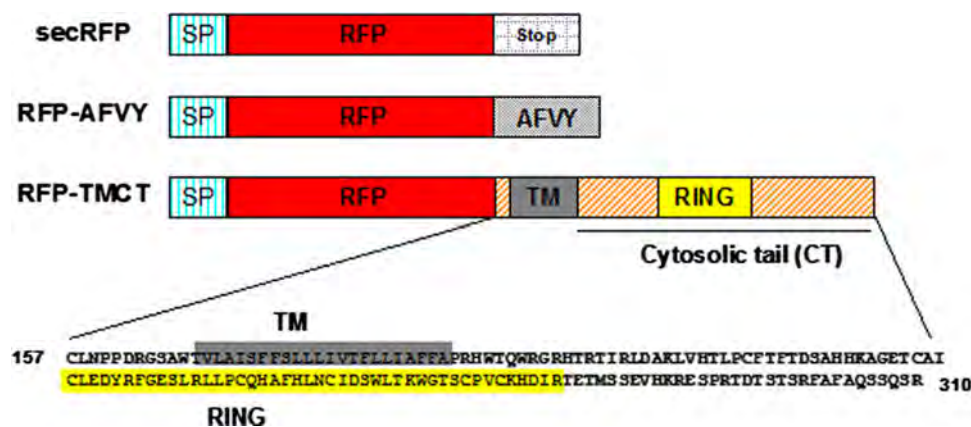 secRFP SP RFP Stop
RFP-AFVY SP RFP AFVY
RFP-TMCT SP RFP TM RING
Cytosolic tail (CT)
TM
157 CLNPPDRGSAWTVLAISFFSLLLIVTFLLIAFFAPRHWTQWRGRHTRTIRLDAKLVHTLPCFTFTDSAHHKAGETCAI
CLEDYRFGESLRLLPCQHAFHLNCIDSWLTKWGTSCPVCKHDIRTETMSSEVHKRESPRTDTSTSRFAFAQSSQSR 310
RING